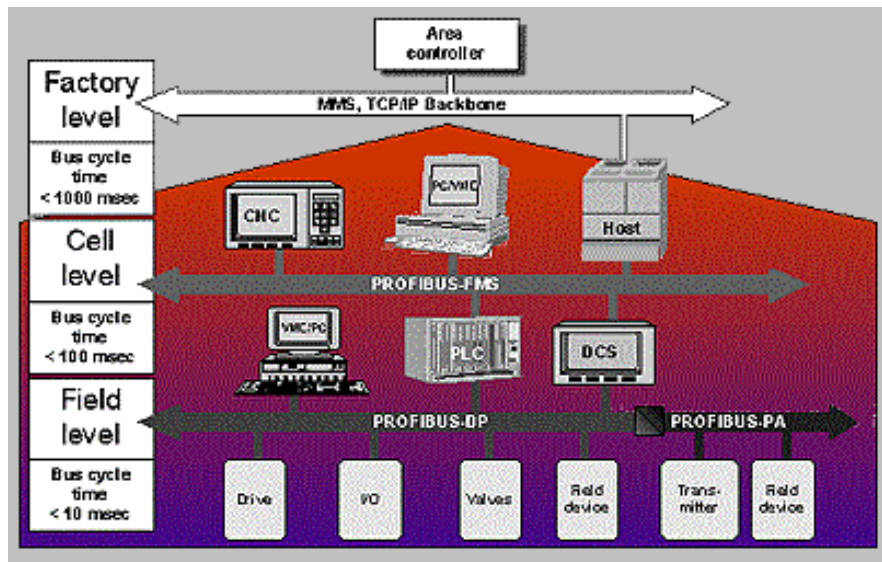 Area
controller
Factory
level
MMS, TCP/IP Backbone
Bus cycle
time
< 1000 msec
CNC
PC/VME
Host
Cell
level
PROFIBUS-FMS
Bus cycle
time
< 100 msec
VME/PC
PLC
DCS
Field
level
PROFIBUS-DP
PROFIBUS-PA
Bus cycle
time
< 10 msec
Drive
I/O
Valves
Field
device
Trans-
mitter
Field
device